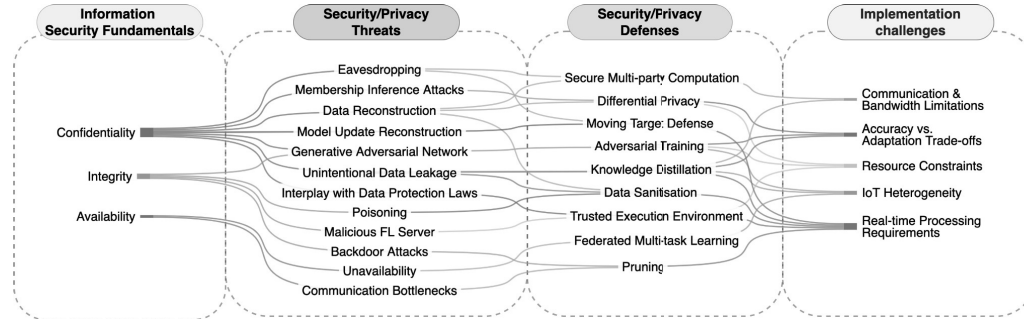 Information
Security Fundamentals
Security/Privacy
Threats
Security/Privacy
Defenses
Implementation
challenges
Confidentiality
Integrity
Availability
Eavesdropping
Membership Inference Attacks
Data Reconstruction
Model Update Reconstruction
Generative Adversarial Network
Unintentional Data Leakage
Interplay with Data Protection Laws
Poisoning
Malicious FL Server
Backdoor Attacks
Unavailability
Communication Bottlenecks
Secure Multi-party Computation
Differential Privacy
Moving Target Defense
Adversarial Training
Knowledge Distillation
Data Sanitisation
Trusted Execution Environment
Federated Multi-task Learning
Pruning
Communication &
Bandwidth Limitations
Accuracy vs.
Adaptation Trade-offs
Resource Constraints
IoT Heterogeneity
Real-time Processing
Requirements